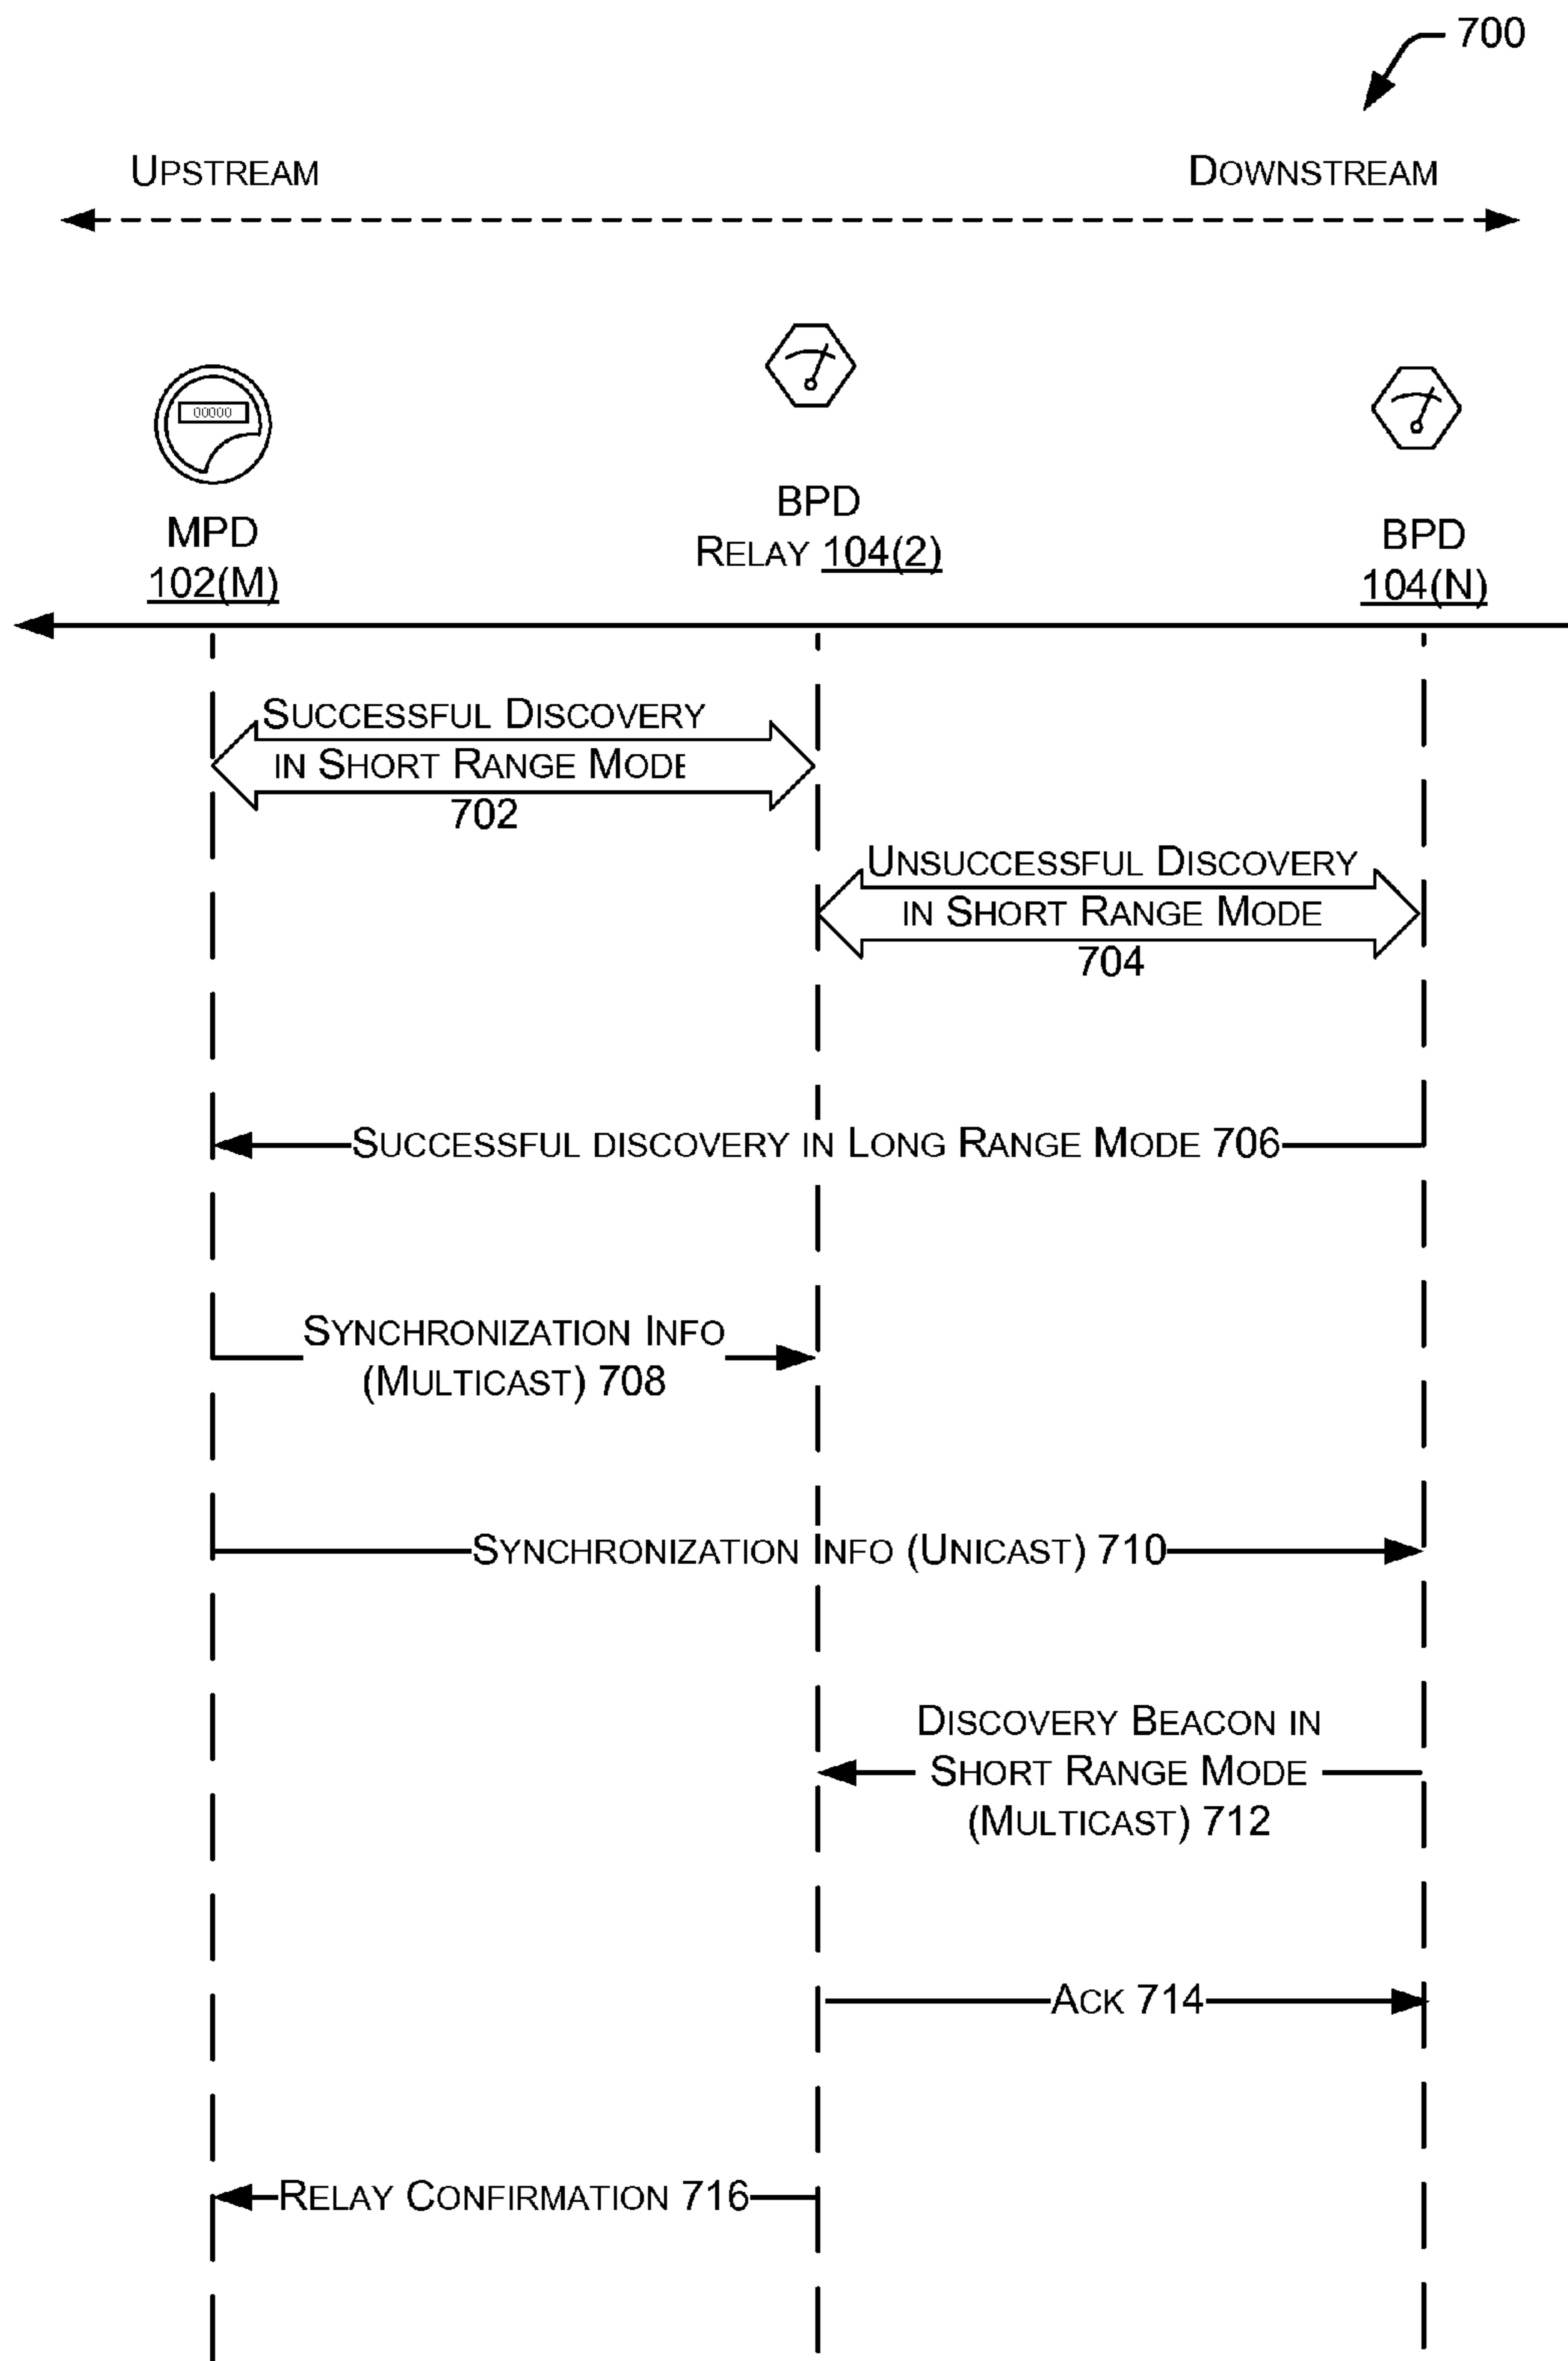 700
UPSTREAM
DOWNSTREAM
00000
MPD
102(M)
BPD
RELAY 104(2)
BPD
104(N)
SUCCESSFUL DISCOVERY
IN SHORT RANGE MODE
702
UNSUCCESSFUL DISCOVERY
IN SHORT RANGE MODE
704
SUCCESSFUL DISCOVERY IN LONG RANGE MODE 706
SYNCHRONIZATION INFO
(MULTICAST) 708
SYNCHRONIZATION INFO (UNICAST) 710
DISCOVERY BEACON IN
SHORT RANGE MODE
(MULTICAST) 712
ACK 714
RELAY CONFIRMATION 716